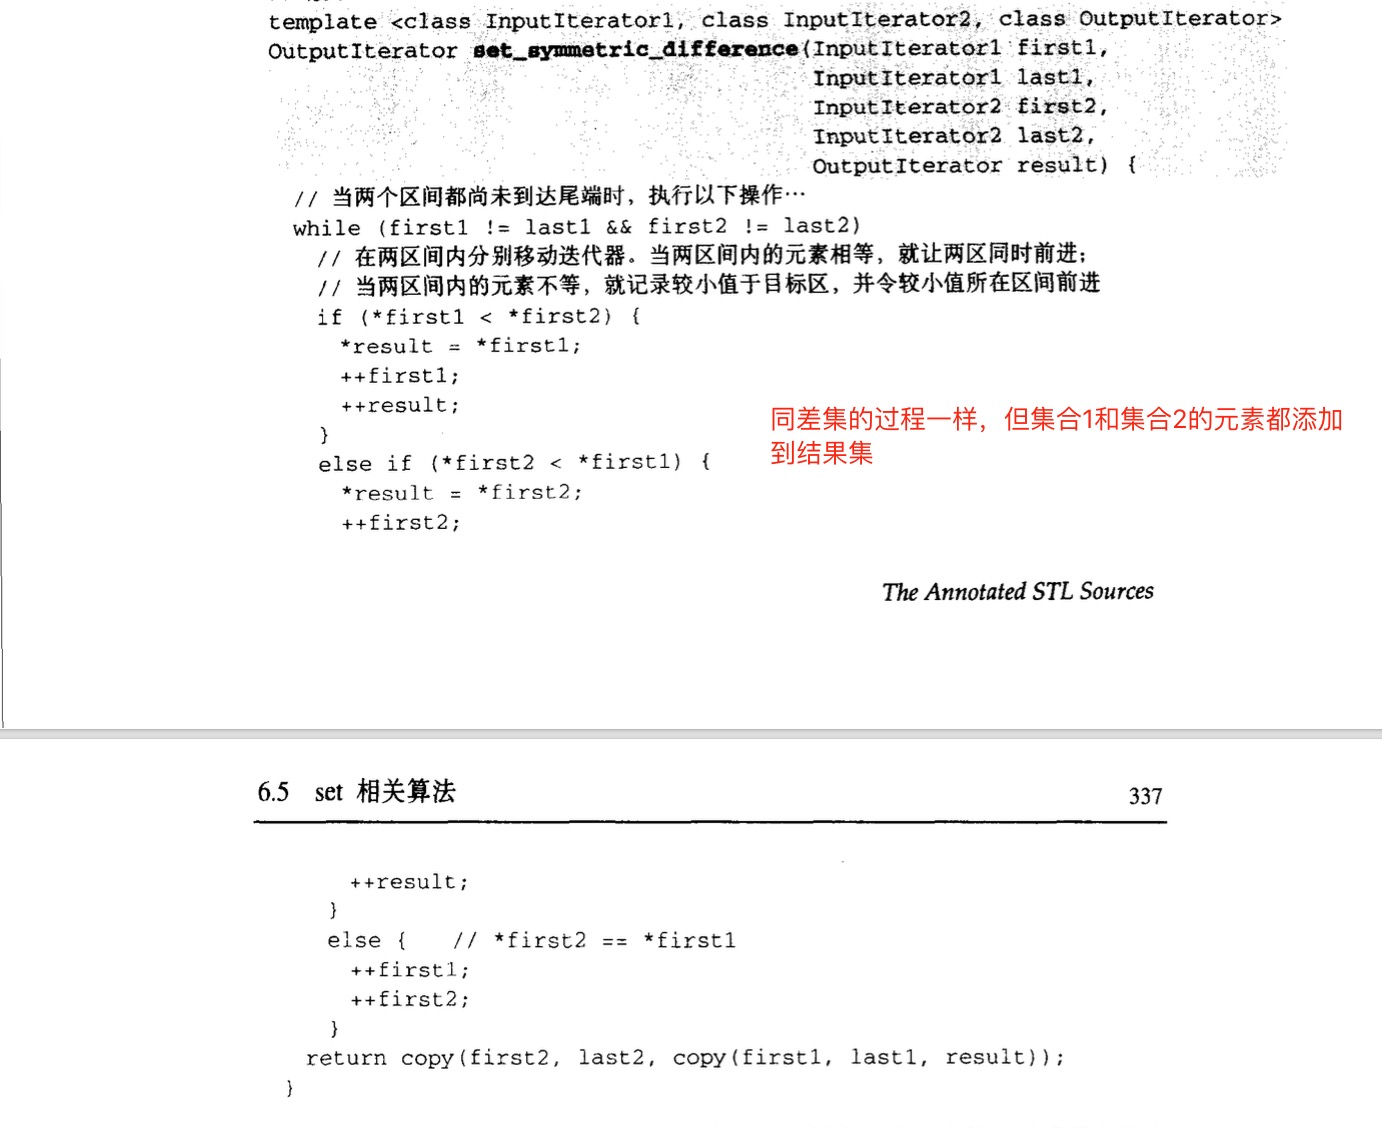 template <class InputIterator1, class InputIterator2, class OutputIterator>
OutputIterator set_symmetric_difference(InputIterator1 first1,
InputIterator1 last1,
InputIterator2 first2,
InputIterator2 last2,
OutputIterator result) {
// 当两个区间都尚未到达尾端时，执行以下操作…
while (first1 != last1 && first2 != last2)
// 在两区间内分别移动迭代器。当两区间内的元素相等，就让两区同时前进；
// 当两区间内的元素不等，就记录较小值于目标区，并令较小值所在区间前进
if (*first1 < *first2) {
*result = *first1;
++first1;
++result;
}
else if (*first2 < *first1) {
*result = *first2;
++first2;
同差集的过程一样，但集合1和集合2的元素都添加
到结果集
The Annotated STL Sources
6.5 set 相关算法 337
++result;
}
else { // *first2 == *first1
++first1;
++first2;
}
return copy(first2, last2, copy(first1, last1, result));
}